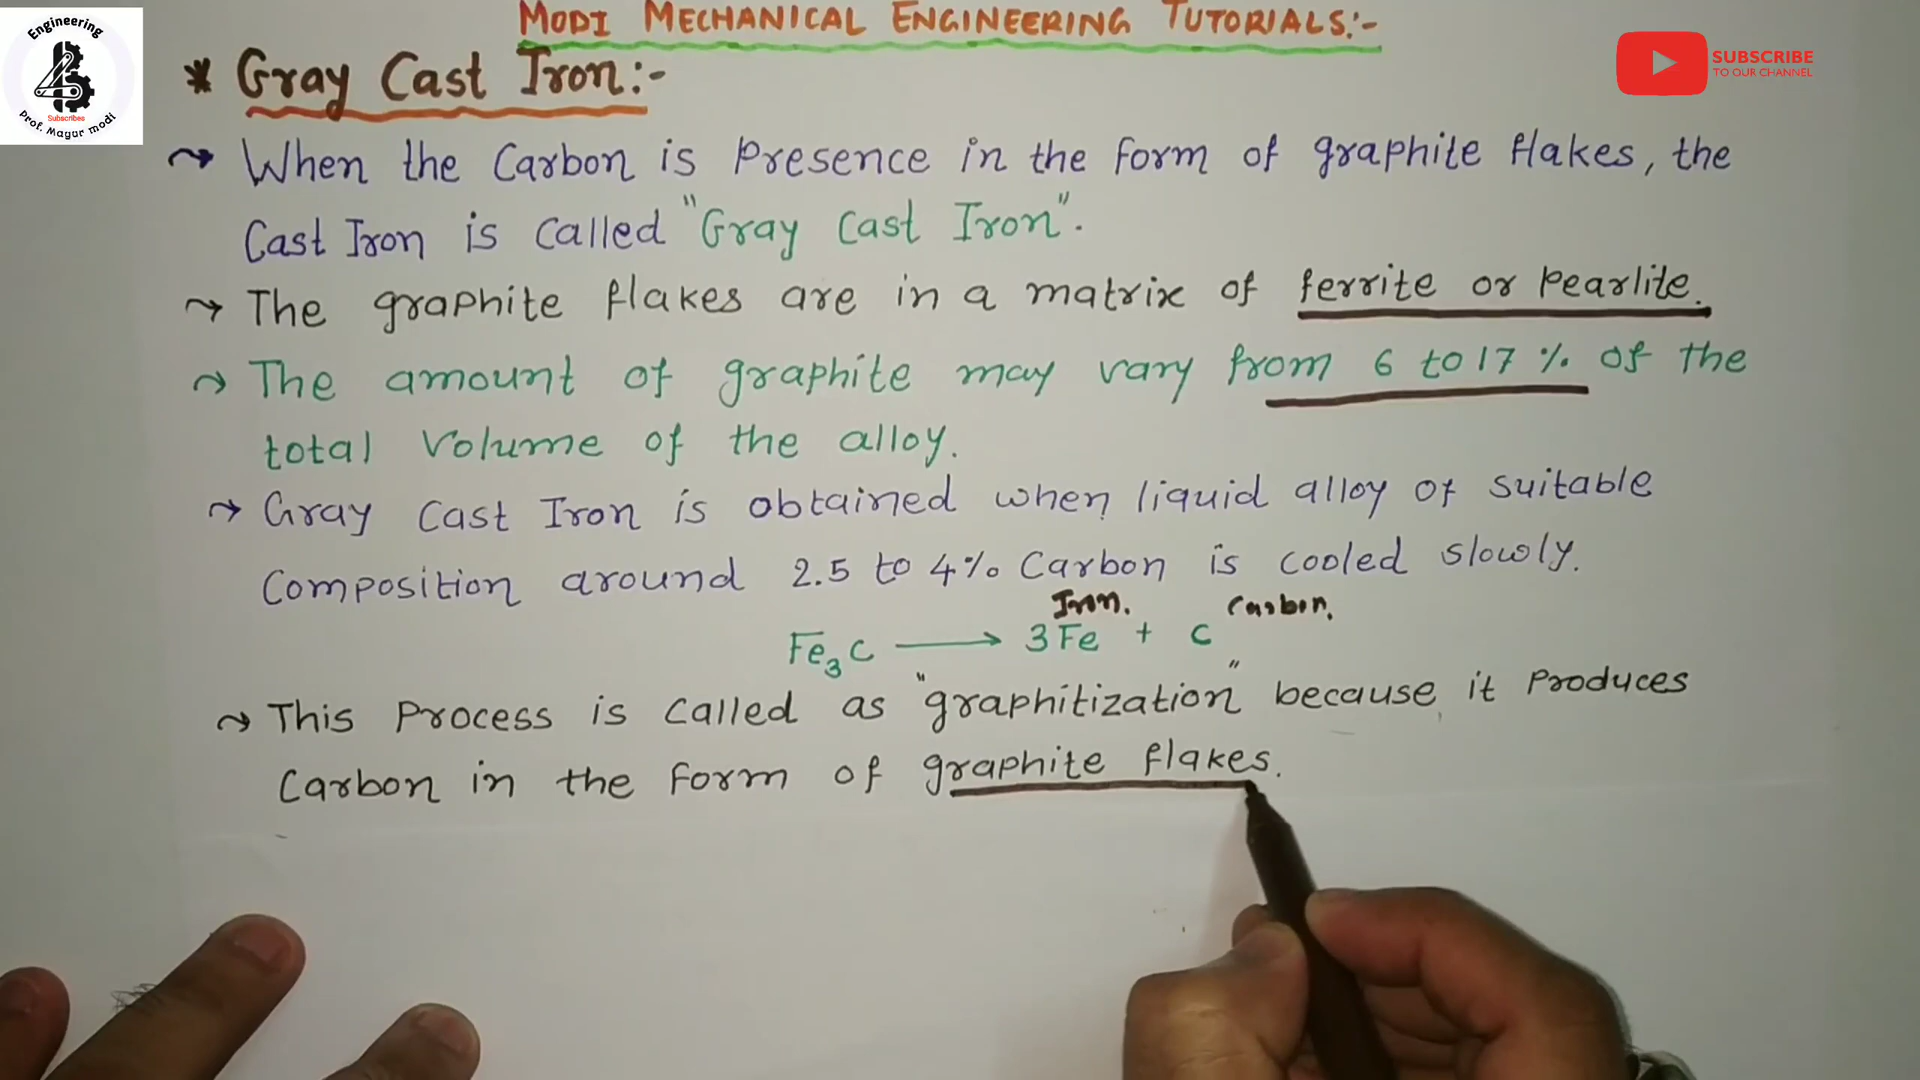 MODI MECHANICAL ENGINEERING TUTORIALS:-
Engineering
Subscribes
Prof. Mayur modi
SUBSCRIBE
TO OUR CHANNEL
* Gray Cast Iron:-
→ When the Carbon is Presence in the form of graphite flakes, the
Cast Iron is called "Gray Cast Iron".
→ The graphite flakes are in a matrix of ferrite or Pearlite.
→ The amount of graphite may vary from 6 to 17 % of the
total volume of the alloy.
→ Gray Cast Iron is obtained when liquid alloy of suitable
Composition around 2.5 to 4% Carbon is cooled slowly.
Iron. Carbon.
Fe₃C → 3Fe + C
→ This Process is called as "graphitization" because it Produces
Carbon in the form of graphite flakes.